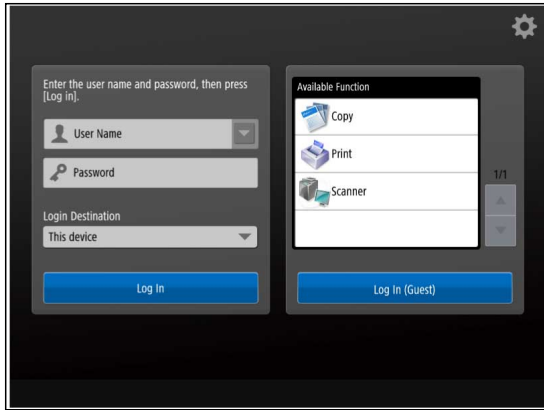 Enter the user name and password, then press
[Log in].
User Name
Password
Login Destination
This device
Log In
Available Function
Copy
Print
Scanner
1/1
Log In (Guest)